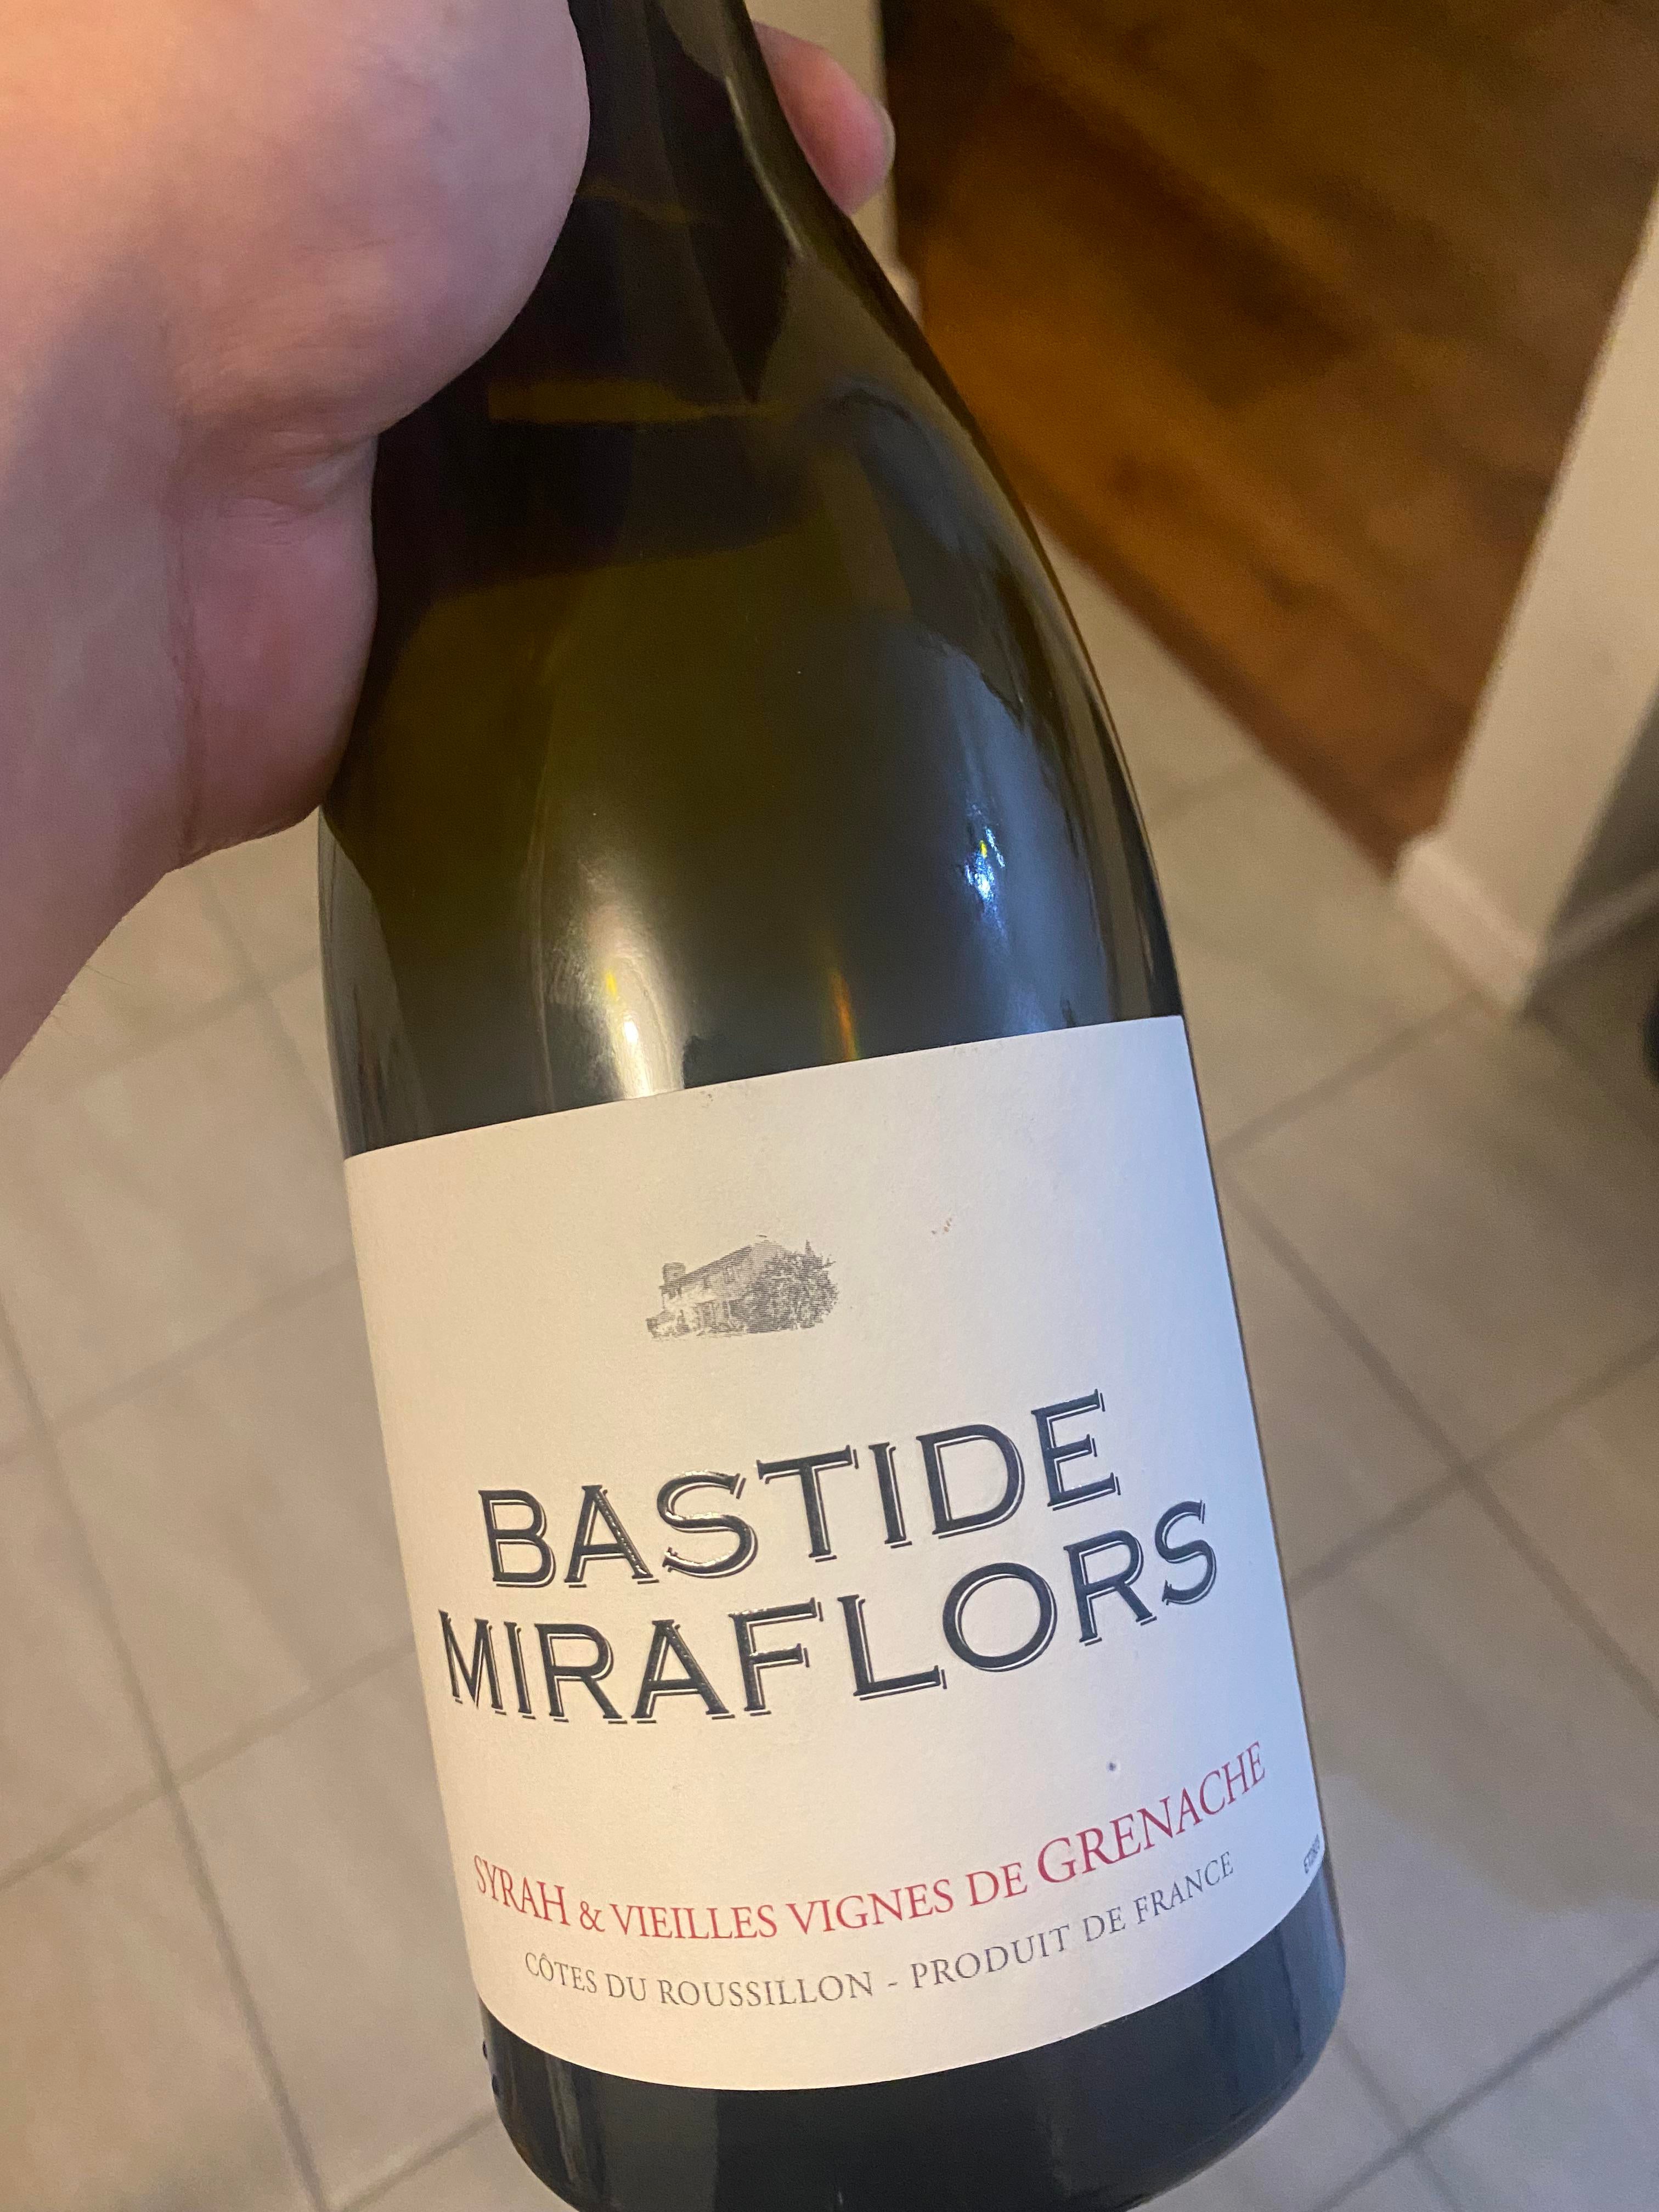 BASTIDE
MIRAFLORS
SYRAH & VIEILLES VIGNES DE GRENACHE
CÔTES DU ROUSSILLON - PRODUIT DE FRANCE